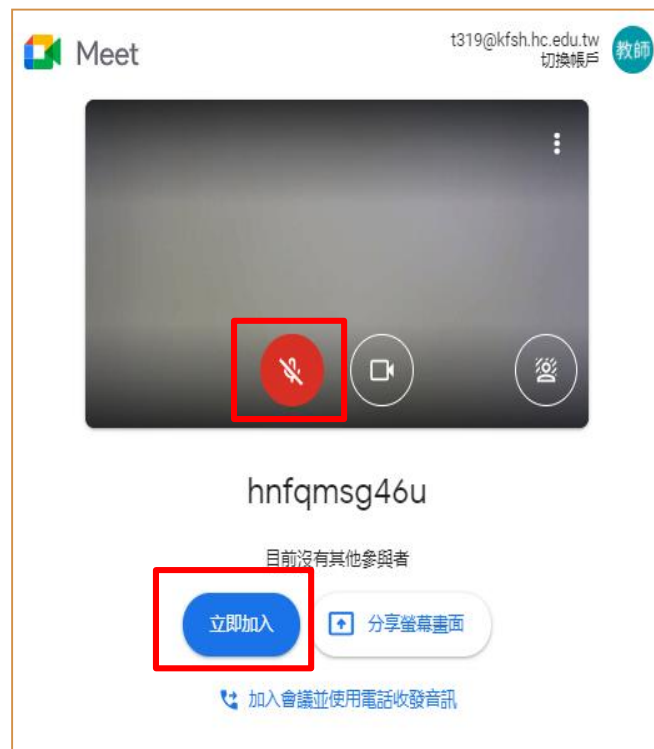 Meet
t319@kfsh.hc.edu.tw
切換帳戶
教師
hnfqmsg46u
目前沒有其他參與者
立即加入
分享螢幕畫面
加入會議並使用電話收發音訊